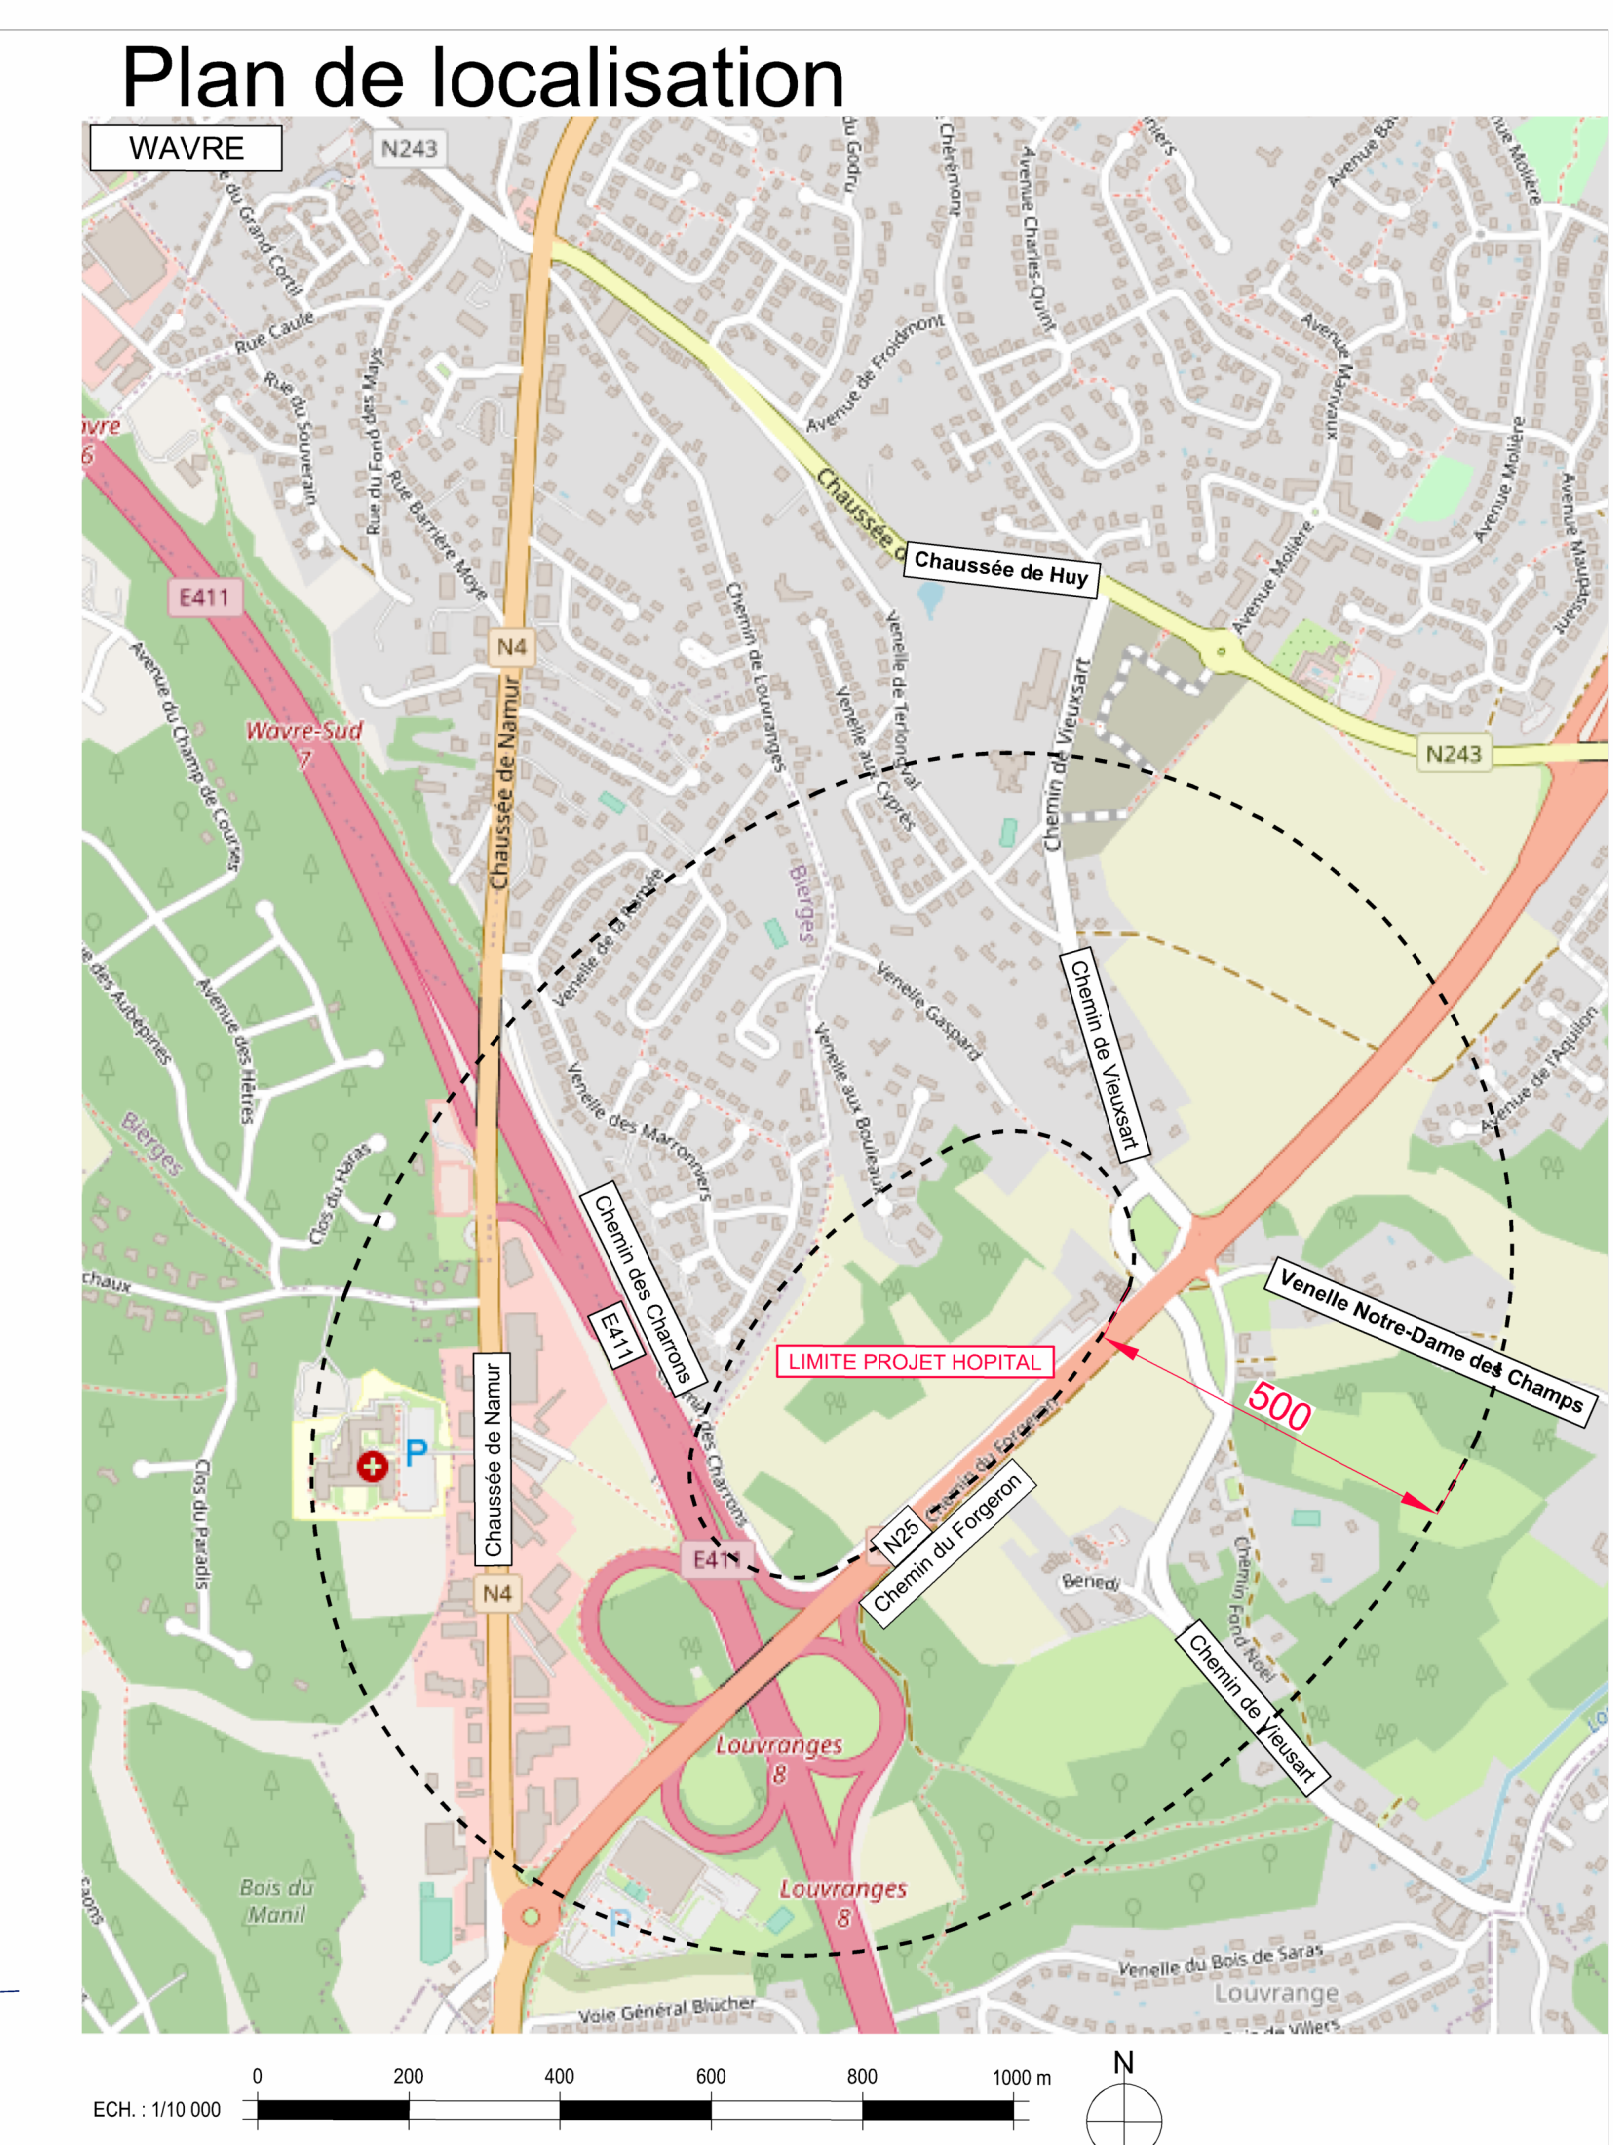 Plan de localisation
WAVRE
N243
Rue Caule
Rue du Souverain
Rue du Fond des Mays
Rue Barrière Moye
Avenue de Froidmont
Avenue Charles-Quint
Avenue Marivaux
Avenue Molière
Avenue Maupassant
Avenue Molière
Chaussée de Huy
E411
N4
Wavre-Sud
7
Avenue du Champ de Courses
Chaussée de Namur
Chemin de Louvranges
Venelle de Terlongval
Venelle aux Cyprès
Chemin de Vieuxsart
N243
Bierges
Venelle de la Ramée
Venelle Gaspard
Chemin de Vieuxsart
Avenue des Hêtres
Venelle des Marronniers
Venelle aux Bouleaux
Avenue de l'Aquilon
Bierges
Clos du Haras
Chemin des Charrons
E411
LIMITE PROJET HOPITAL
Venelle Notre-Dame des Champs
500
Chaussée de Namur
P
Clos du Paradis
Chemin du Forgeron
N25
Chemin du Forgeron
E411
N4
Chemin Fond Noël
Chemin de Vieusart
Louvranges
8
Louvranges
8
Bois du
Manil
P
Venelle du Bois de Saras
Louvrange
Voie Général Blücher
N
0 200 400 600 800 1000 m
ECH. : 1/10 000